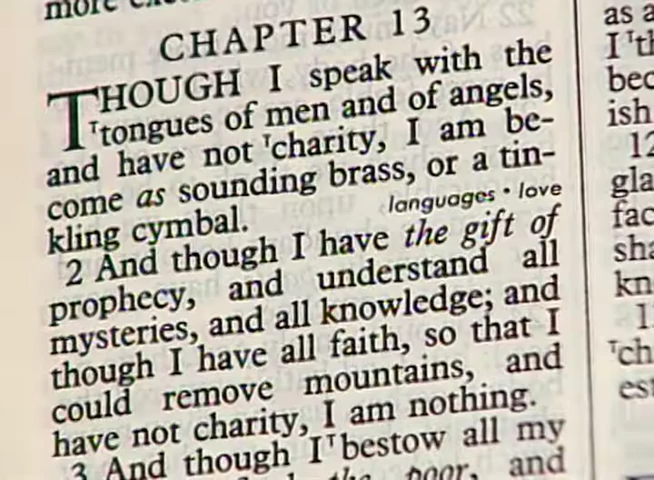 CHAPTER 13
THOUGH I speak with the
ᵀtongues of men and of angels,
and have not ᵀcharity, I am be-
come as sounding brass, or a tin-
kling cymbal.
languages • love
2 And though I have the gift of
prophecy, and understand all
mysteries, and all knowledge; and
though I have all faith, so that I
could remove mountains, and
have not charity, I am nothing.
3 And though I ᵀbestow all my
poor, and
as a
I ᵀth
bec
ish
12
gla
fac
sha
kn
ᵀch
est